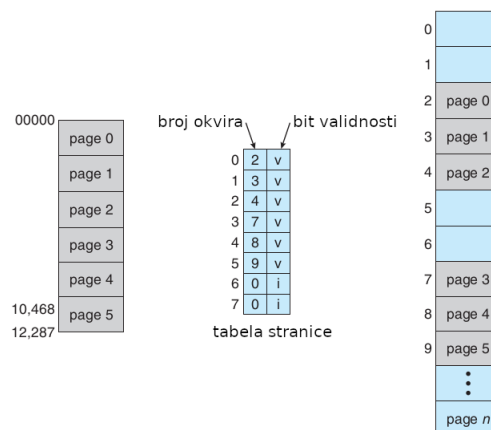 00000
page 0
page 1
page 2
page 3
page 4
page 5
10,468
12,287
broj okvira
bit validnosti
0 2 v
1 3 v
2 4 v
3 7 v
4 8 v
5 9 v
6 0 i
7 0 i
tabela stranice
0
1
2 page 0
3 page 1
4 page 2
5
6
7 page 3
8 page 4
9 page 5
page n